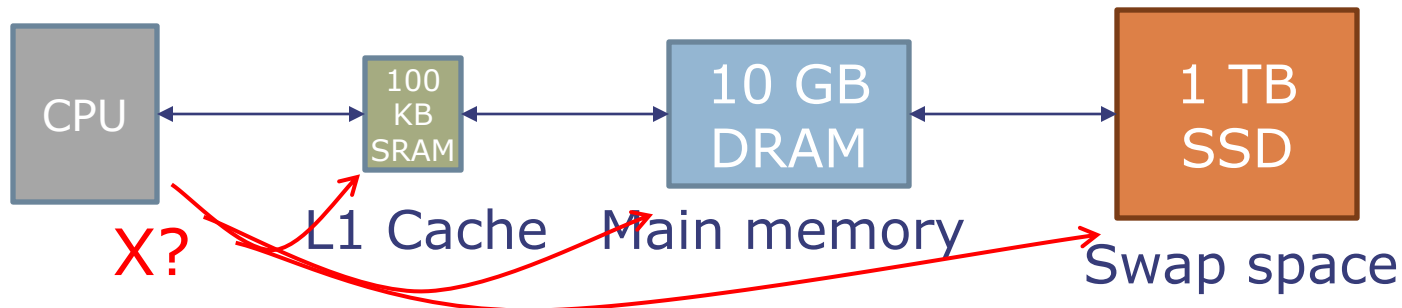 CPU
100
KB
SRAM
10 GB
DRAM
1 TB
SSD
X?
L1 Cache
Main memory
Swap space